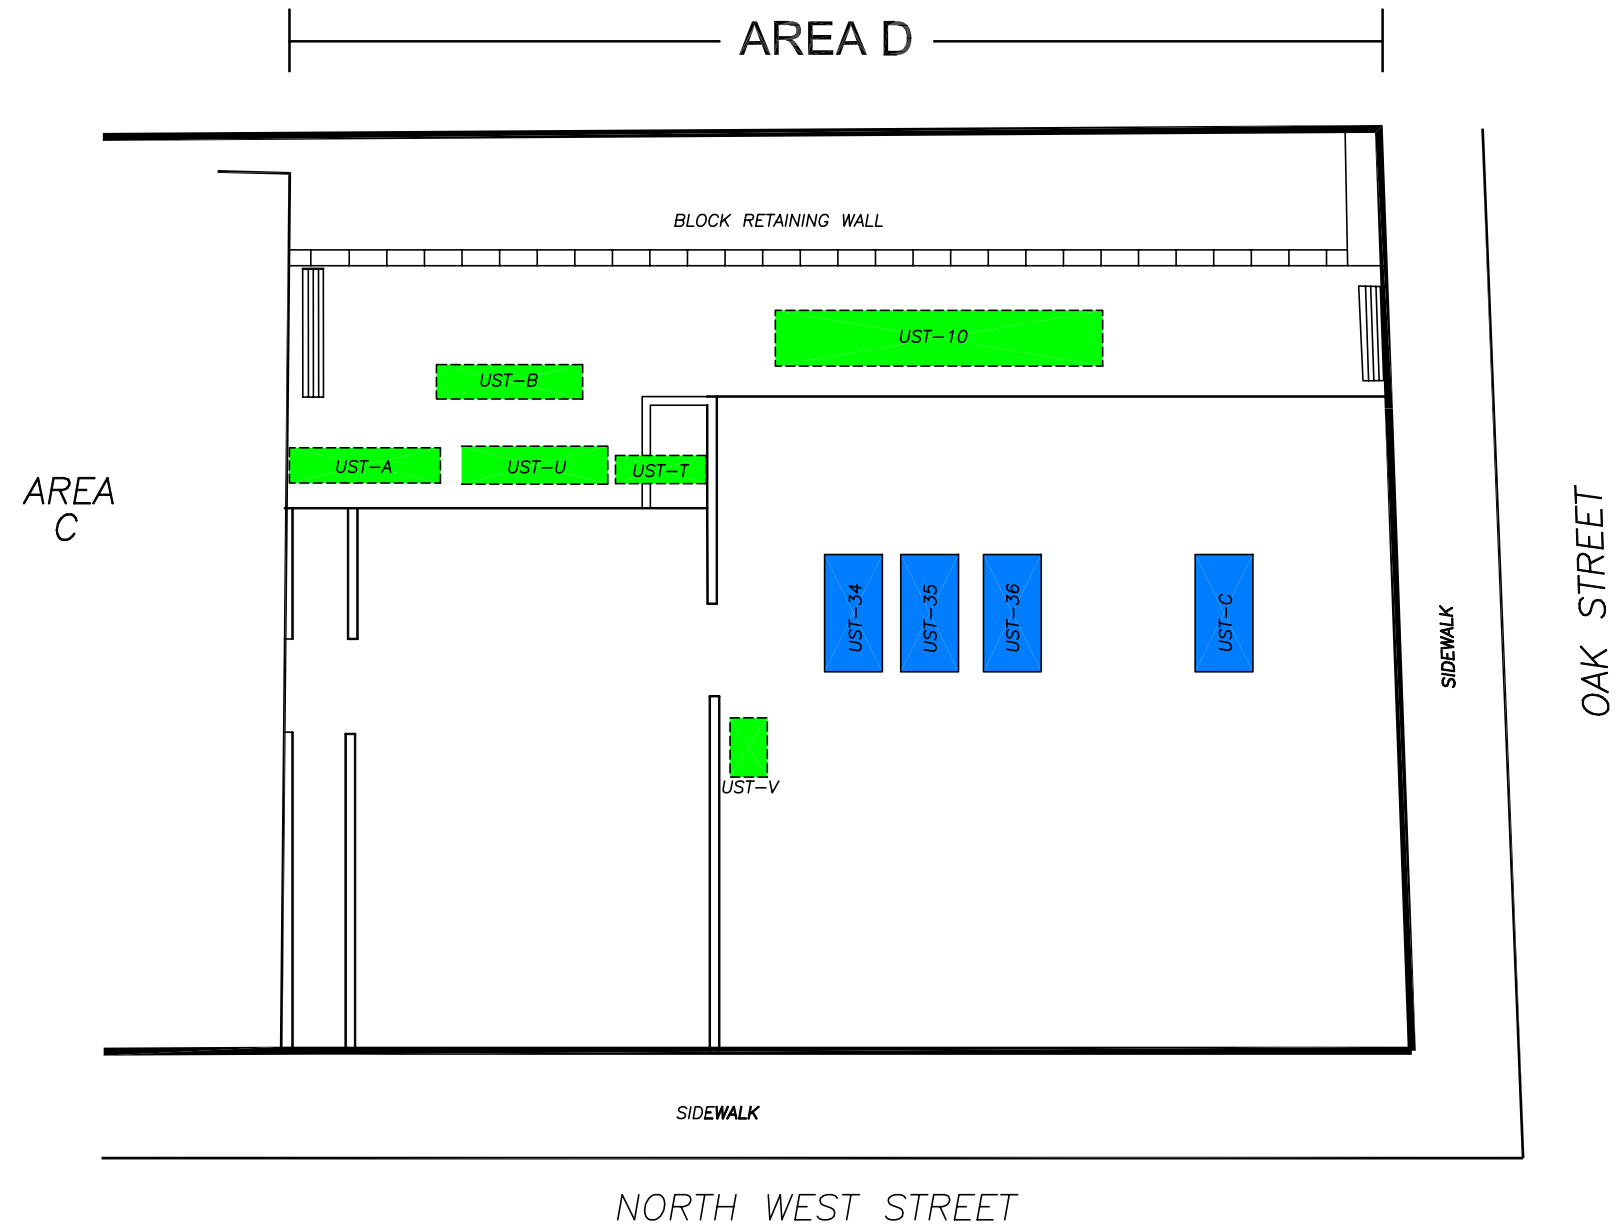 AREA D
BLOCK RETAINING WALL
UST-10
UST-B
UST-A
UST-U
UST-T
AREA
C
UST-34
UST-35
UST-36
UST-C
SIDEWALK
OAK STREET
UST-V
SIDEWALK
NORTH WEST STREET